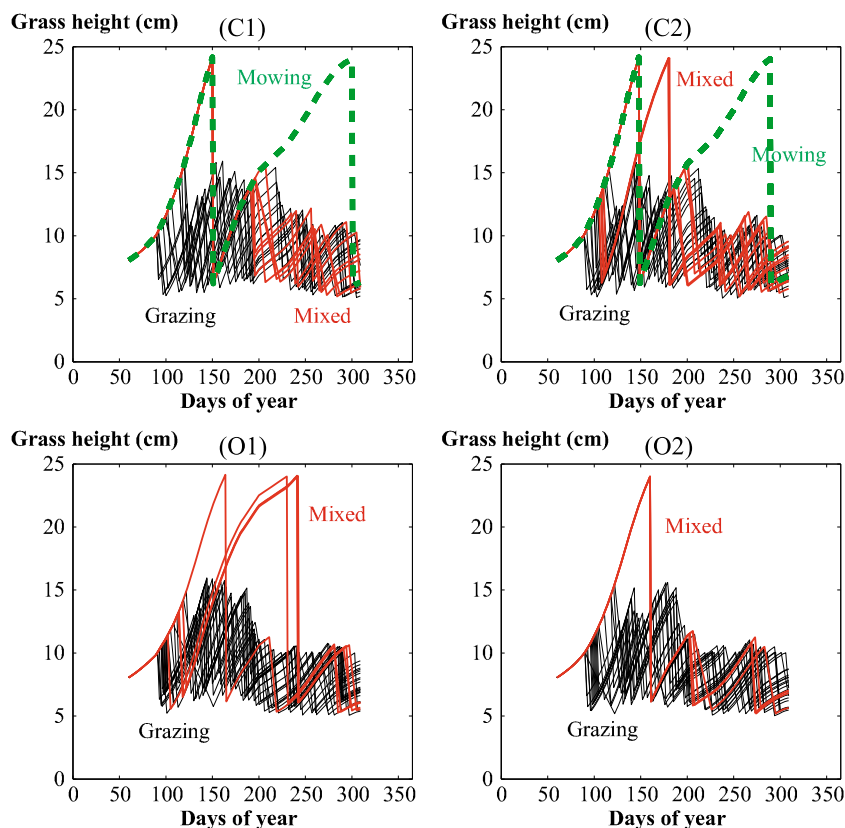 Grass height (cm) (C1)
25
20
15
10
5
0
Mowing
Grazing
Mixed
0 50 100 150 200 250 300 350
Days of year
Grass height (cm) (C2)
25
20
15
10
5
0
Mixed
Mowing
Grazing
0 50 100 150 200 250 300 350
Days of year
Grass height (cm) (O1)
25
20
15
10
5
0
Mixed
Grazing
0 50 100 150 200 250 300 350
Days of year
Grass height (cm) (O2)
25
20
15
10
5
0
Mixed
Grazing
0 50 100 150 200 250 300 350
Days of year